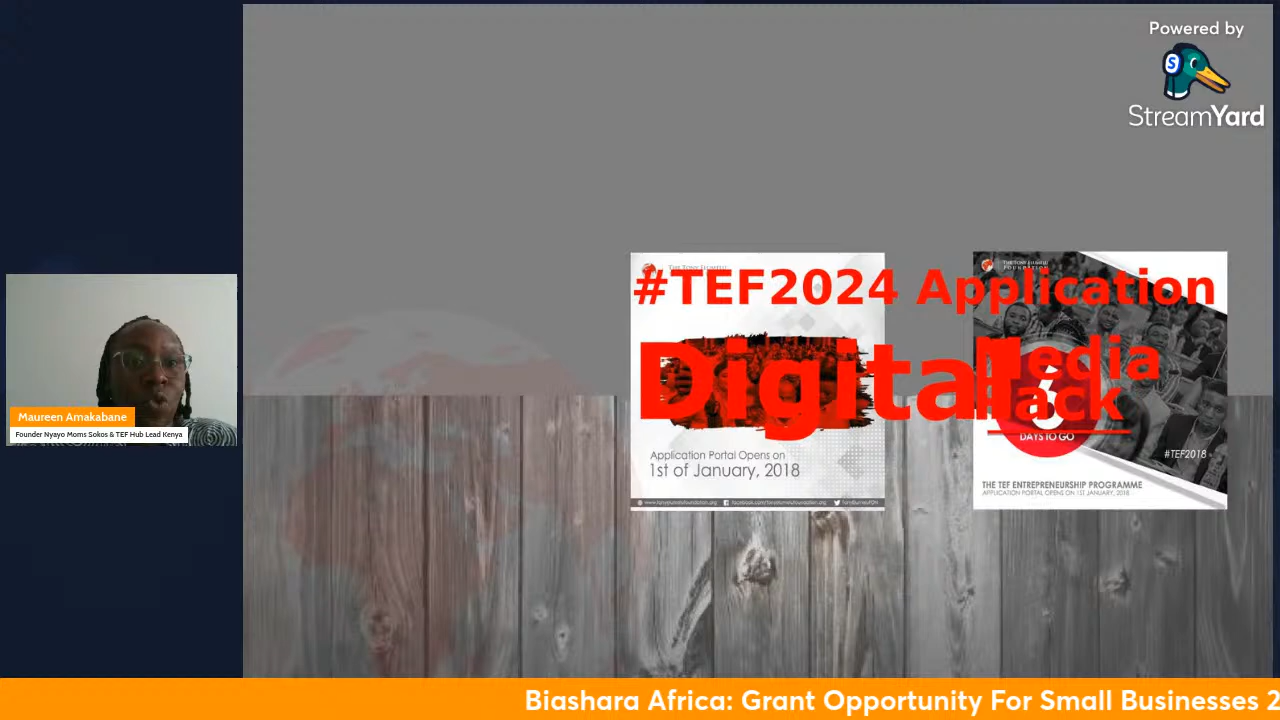 Powered by
StreamYard
#TEF2024 Application
Digital
Media
Pack
Application Portal Opens on
1st of January, 2018
DAYS TO GO
#TEF2018
THE TEF ENTREPRENEURSHIP PROGRAMME
APPLICATION PORTAL OPENS ON 1ST JANUARY, 2018
Maureen Amakabane
Founder Nyayo Moms Sokos & TEF Hub Lead Kenya
Biashara Africa: Grant Opportunity For Small Businesses 2